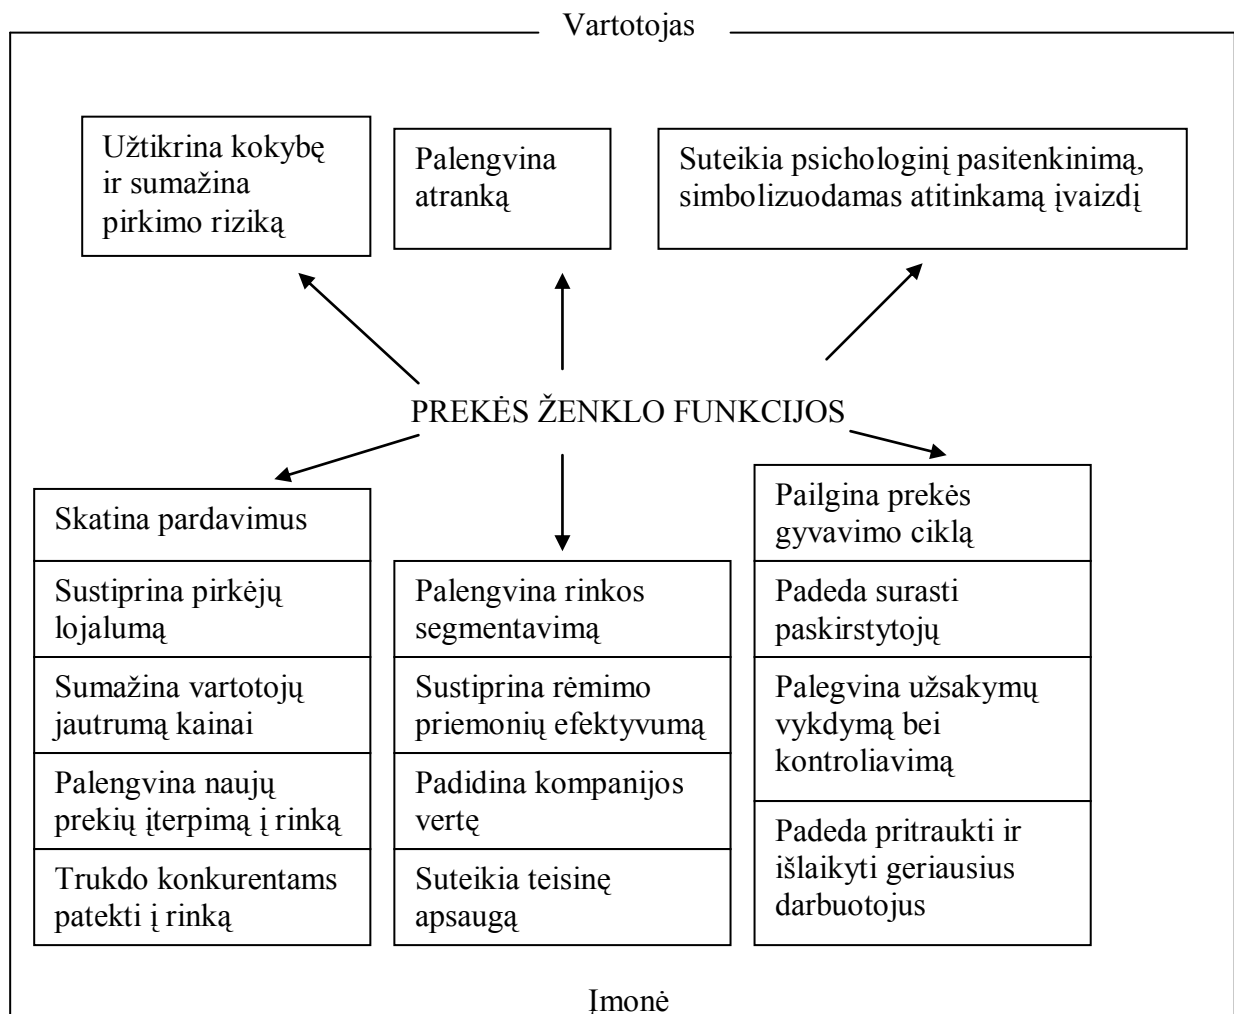 Vartotojas
Užtikrina kokybę
ir sumažina
pirkimo riziką
Palengvina
atranką
Suteikia psichologinį pasitenkinimą,
simbolizuodamas atitinkamą įvaizdį
PREKĖS ŽENKLO FUNKCIJOS
Skatina pardavimus
Sustiprina pirkėjų
lojalumą
Sumažina vartotojų
jautrumą kainai
Palengvina naujų
prekių įterpimą į rinką
Trukdo konkurentams
patekti į rinką
Palengvina rinkos
segmentavimą
Sustiprina rėmimo
priemonių efektyvumą
Padidina kompanijos
vertę
Suteikia teisinę
apsaugą
Pailgina prekės
gyvavimo ciklą
Padeda surasti
paskirstytojų
Palegvina užsakymų
vykdymą bei
kontroliavimą
Padeda pritraukti ir
išlaikyti geriausius
darbuotojus
Įmonė